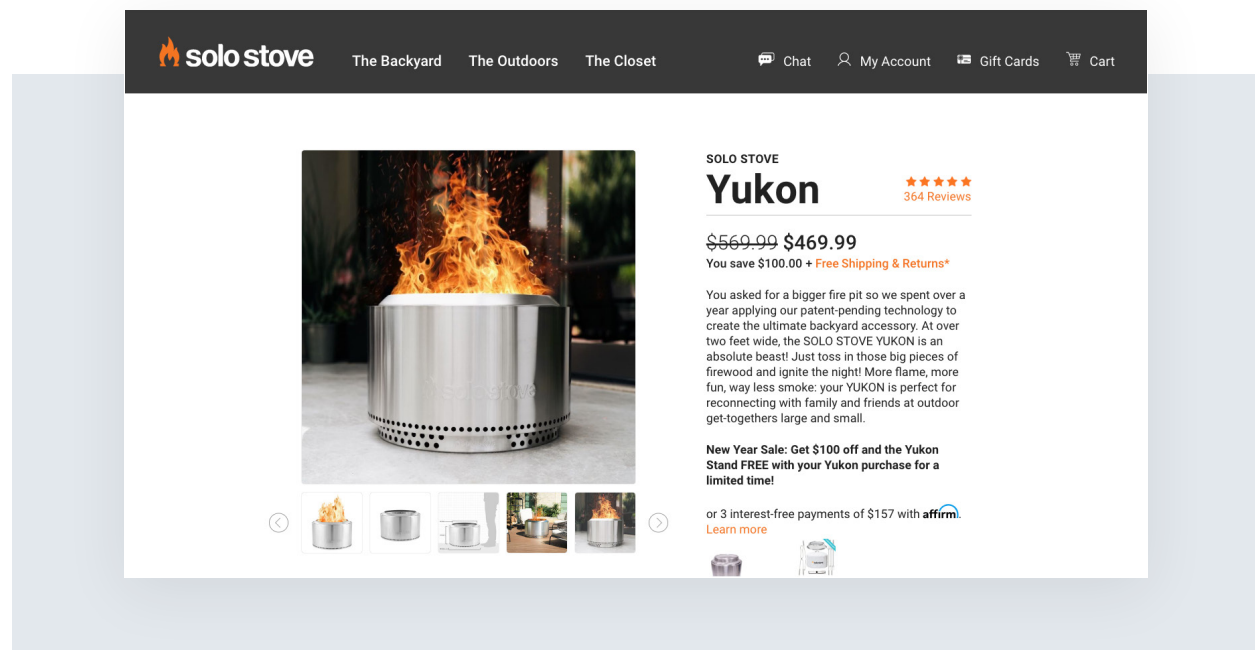 solo stove
The Backyard
The Outdoors
The Closet
Chat
My Account
Gift Cards
Cart
SOLO STOVE
Yukon
364 Reviews
$569.99 $469.99
You save $100.00 + Free Shipping & Returns*
You asked for a bigger fire pit so we spent over a
year applying our patent-pending technology to
create the ultimate backyard accessory. At over
two feet wide, the SOLO STOVE YUKON is an
absolute beast! Just toss in those big pieces of
firewood and ignite the night! More flame, more
fun, way less smoke: your YUKON is perfect for
reconnecting with family and friends at outdoor
get-togethers large and small.
New Year Sale: Get $100 off and the Yukon
Stand FREE with your Yukon purchase for a
limited time!
or 3 interest-free payments of $157 with affirm.
Learn more
solo stove